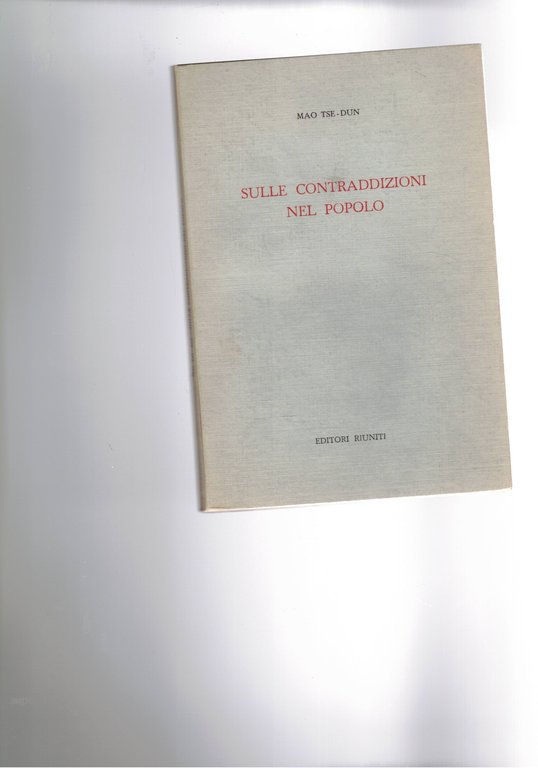 MAO TSE-DUN
SULLE CONTRADDIZIONI
NEL POPOLO
EDITORI RIUNITI